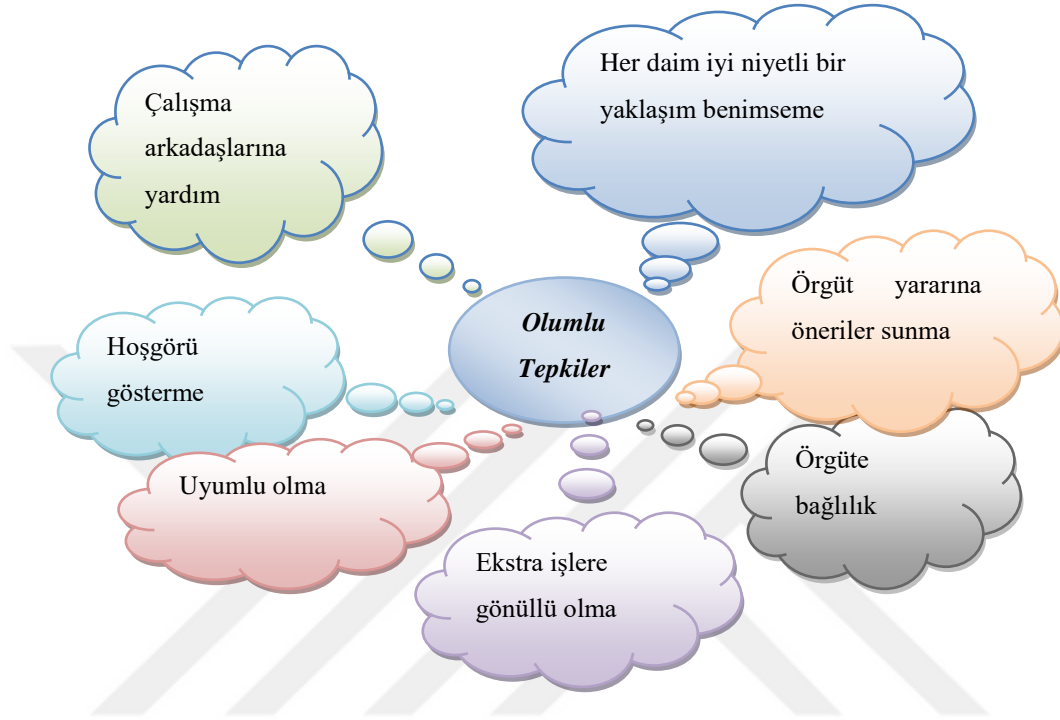 Çalışma
arkadaşlarına
yardım
Her daim iyi niyetli bir
yaklaşım benimseme
Olumlu
Tepkiler
Örgüt yararına
öneriler sunma
Hoşgörü
gösterme
Uyumlu olma
Örgüte
bağlılık
Ekstra işlere
gönüllü olma